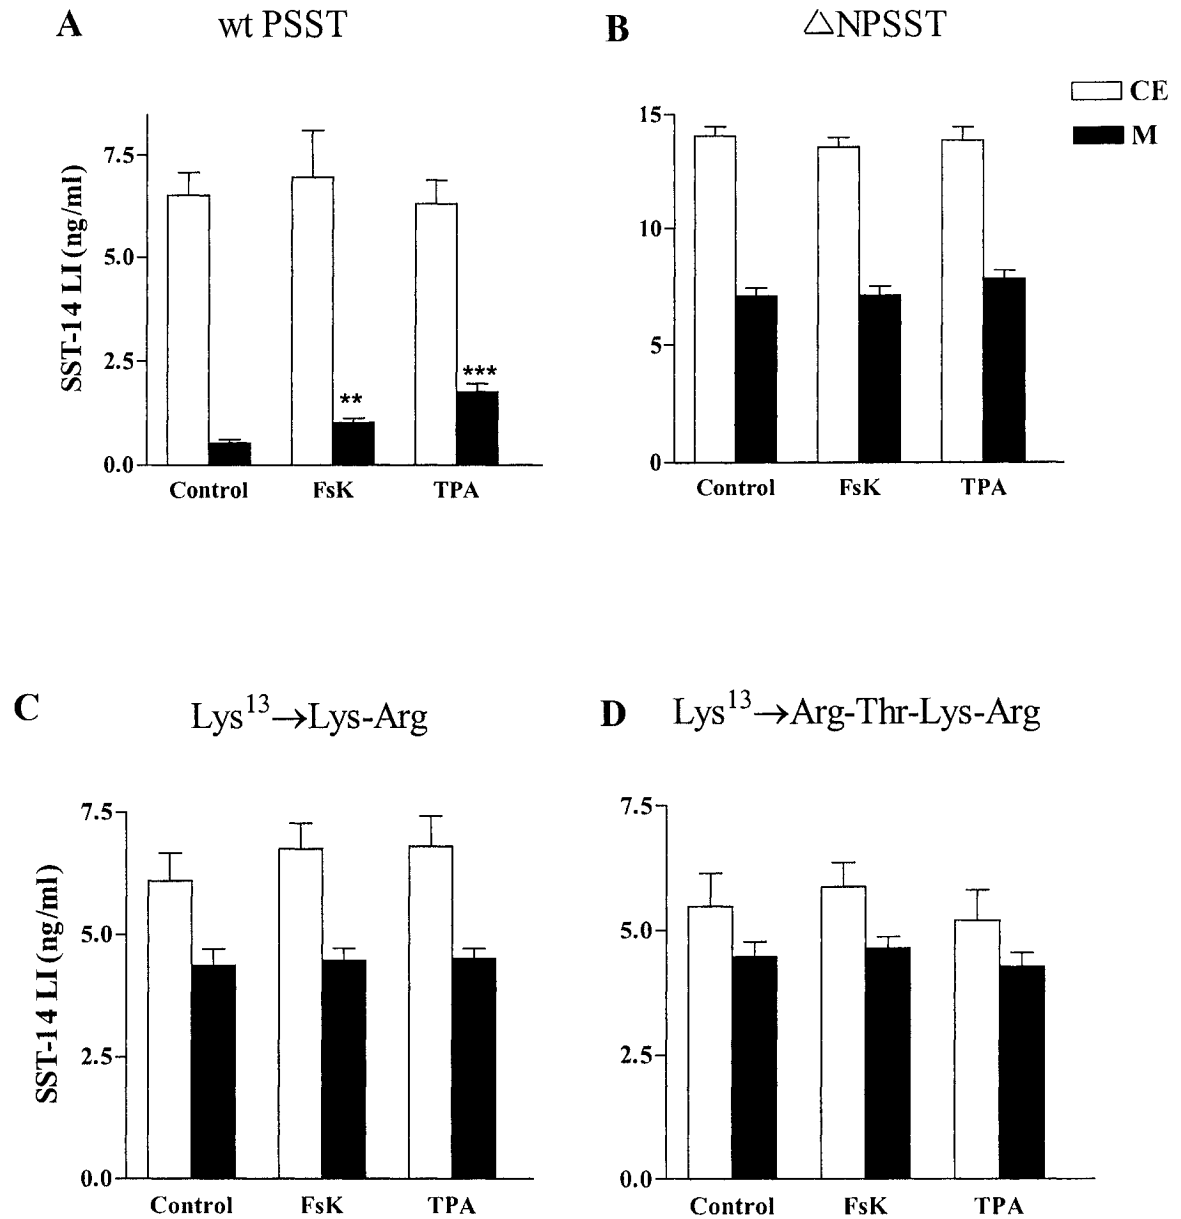 A wt PSST
SST-14 LI (ng/ml)
7.5
5.0
2.5
0.0
**
***
Control FsK TPA
B △NPSST
CE
M
15
10
5
0
Control FsK TPA
C Lys¹³→Lys-Arg
SST-14 LI (ng/ml)
7.5
5.0
2.5
0.0
Control FsK TPA
D Lys¹³→Arg-Thr-Lys-Arg
7.5
5.0
2.5
0.0
Control FsK TPA